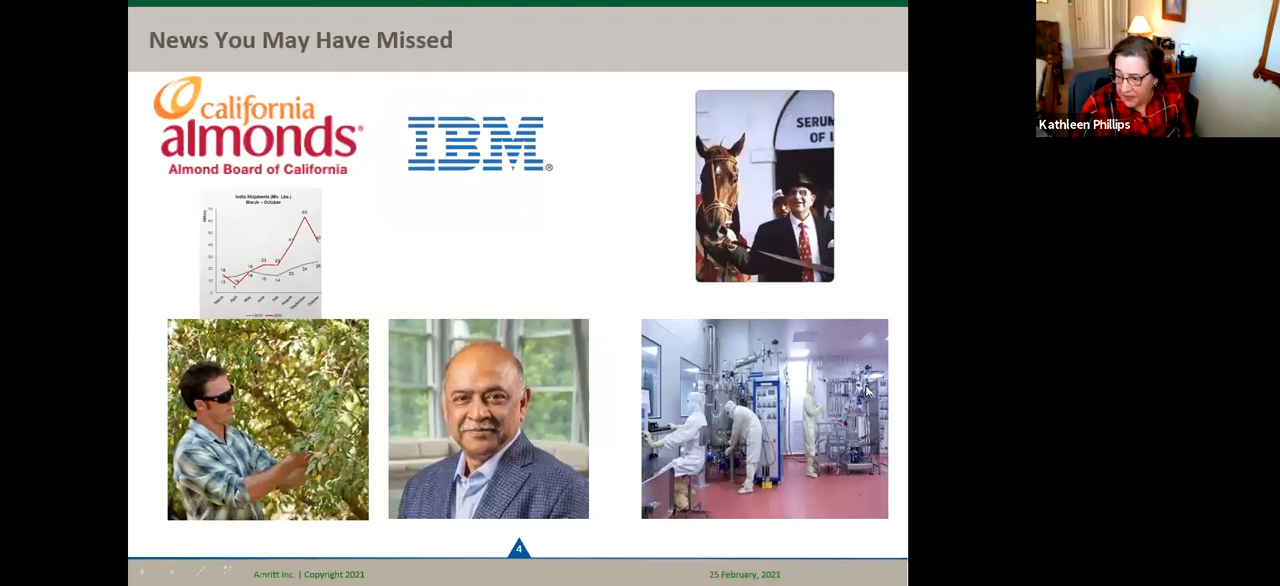 News You May Have Missed
california
almonds®
Almond Board of California
IBM®
SERUM
OF I
India Shipments (Mn. Lbs.)
March - October
Kathleen Phillips
4
Amritt Inc. | Copyright 2021
25 February, 2021